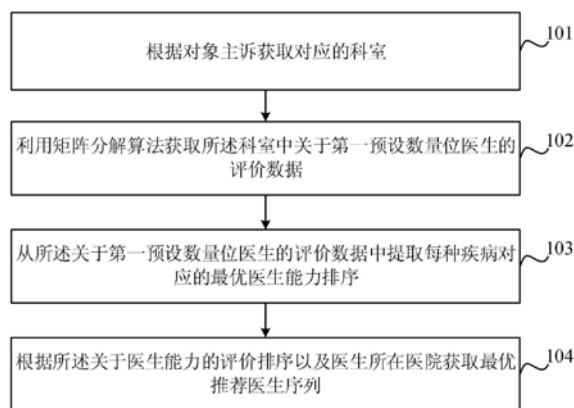 根据对象主诉获取对应的科室
101
利用矩阵分解算法获取所述科室中关于第一预设数量位医生的
评价数据
102
从所述关于第一预设数量位医生的评价数据中提取每种疾病对
应的最优医生能力排序
103
根据所述关于医生能力的评价排序以及医生所在医院获取最优
推荐医生序列
104